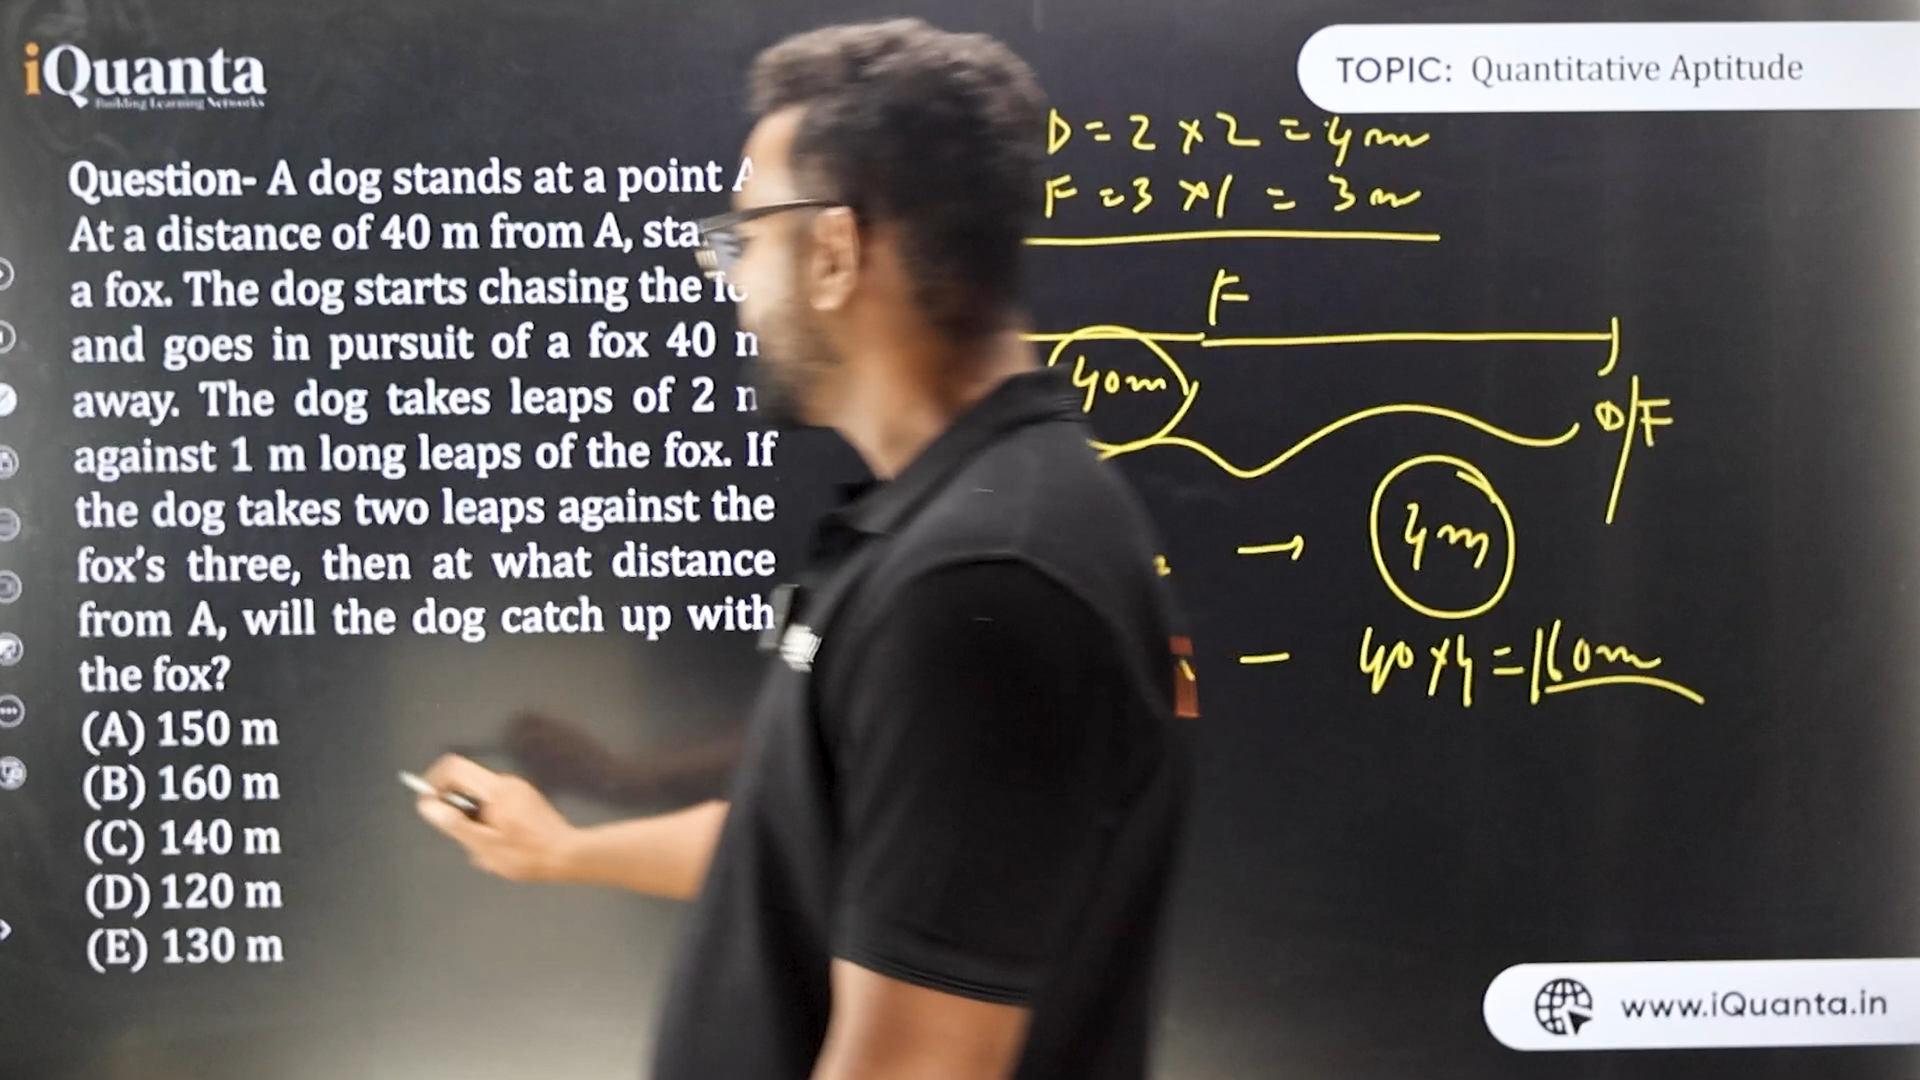 iQuanta
Building Learning Networks
TOPIC: Quantitative Aptitude
Question- A dog stands at a point
At a distance of 40 m from A,
a fox. The dog starts chasing the
and goes in pursuit of a fox 40
away. The dog takes leaps of 2
against 1 m long leaps of the fox. If
the dog takes two leaps against the
fox's three, then at what distance
from A, will the dog catch up with
the fox?
(A) 150 m
(B) 160 m
(C) 140 m
(D) 120 m
(E) 130 m
D = 2 × 2 = 4m
F = 3 × 1 = 3m
F
40m
D/F
→ 4m
— 40 × 4 = 160m
www.iQuanta.in